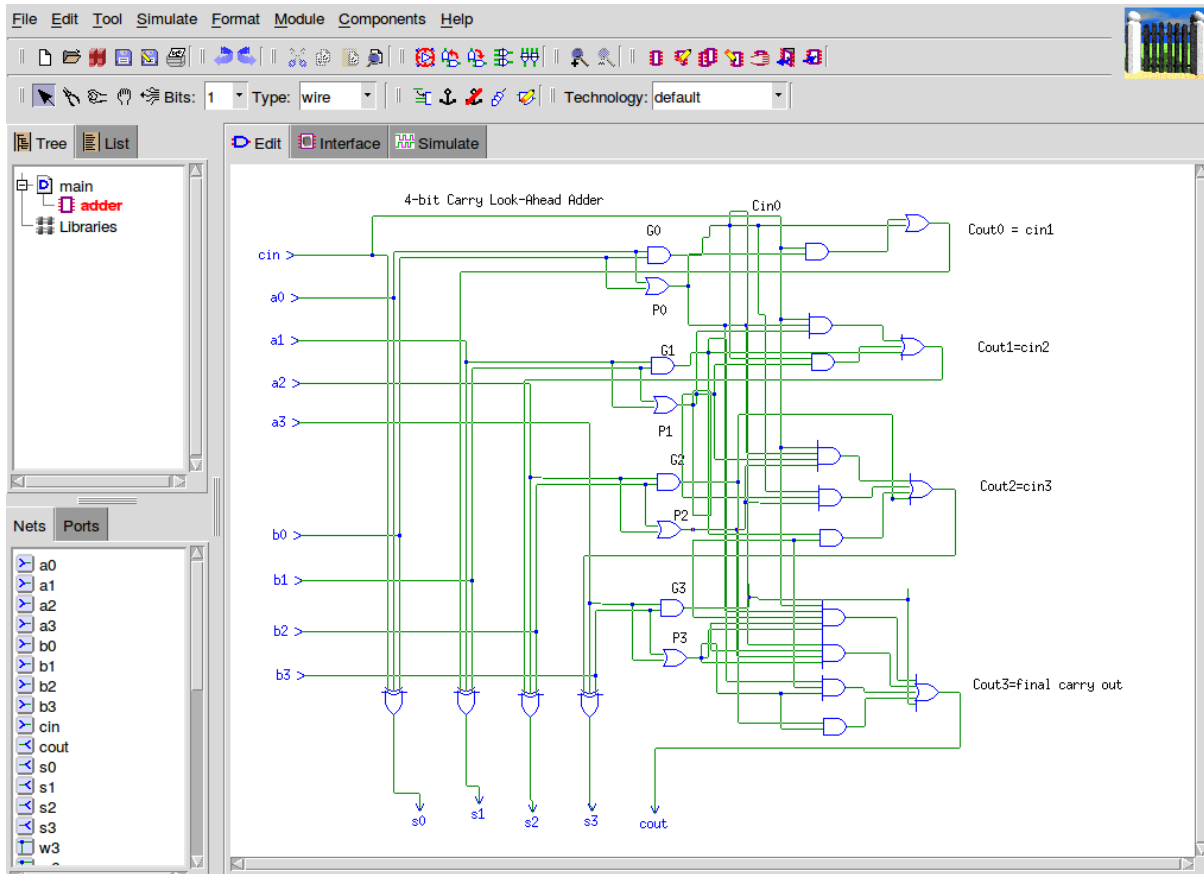 File Edit Tool Simulate Format Module Components Help
Bits: 1 Type: wire Technology: default
Tree List
main
adder
Libraries
Nets Ports
a0
a1
a2
a3
b0
b1
b2
b3
cin
cout
s0
s1
s2
s3
w3
Edit Interface Simulate
4-bit Carry Look-Ahead Adder
Cin0
G0
Cout0 = cin1
cin
a0
P0
a1
G1
Cout1=cin2
a2
a3
P1
G2
Cout2=cin3
P2
b0
b1
G3
b2
P3
b3
Cout3=final carry out
s0
s1
s2
s3
cout